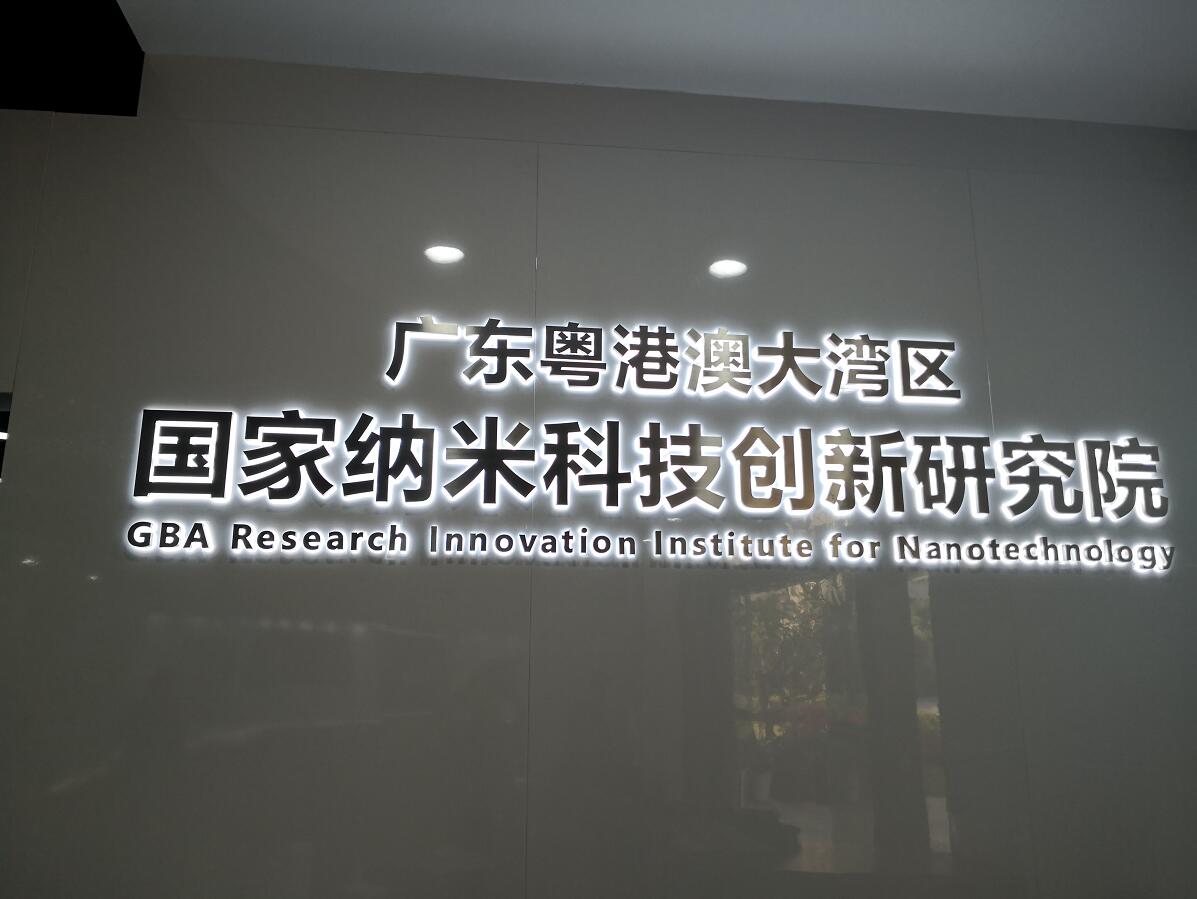 广东粤港澳大湾区
国家纳米科技创新研究院
GBA Research Innovation Institute for Nanotechnology